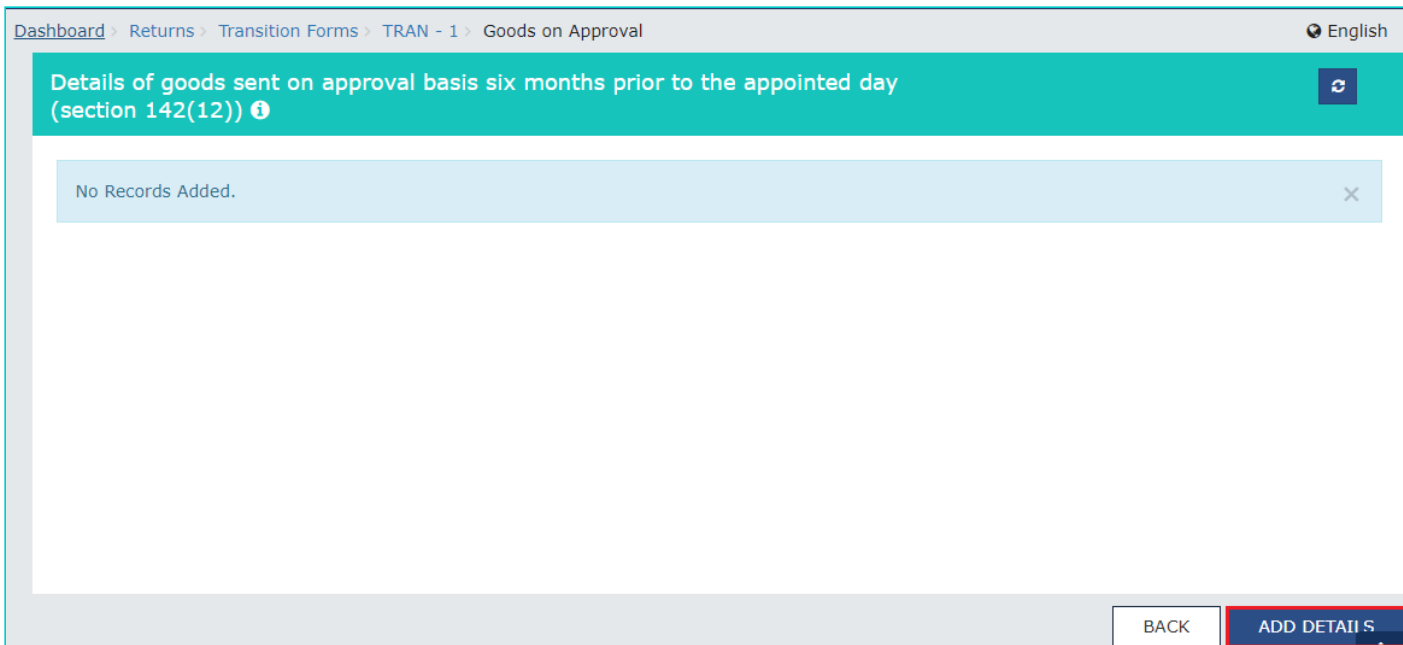 Dashboard > Returns > Transition Forms > TRAN - 1 > Goods on Approval English
Details of goods sent on approval basis six months prior to the appointed day
(section 142(12))
No Records Added.
BACK ADD DETAILS